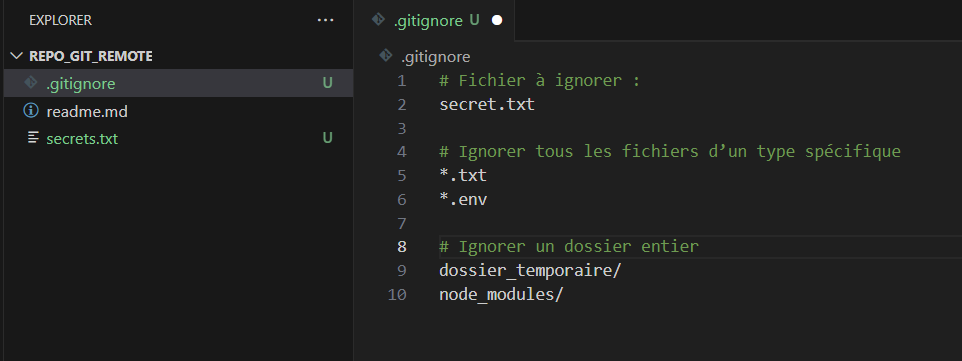 EXPLORER ...
REPO_GIT_REMOTE
.gitignore U
readme.md
secrets.txt U
.gitignore U
.gitignore
1 # Fichier à ignorer :
2 secret.txt
3
4 # Ignorer tous les fichiers d’un type spécifique
5 *.txt
6 *.env
7
8 # Ignorer un dossier entier
9 dossier_temporaire/
10 node_modules/